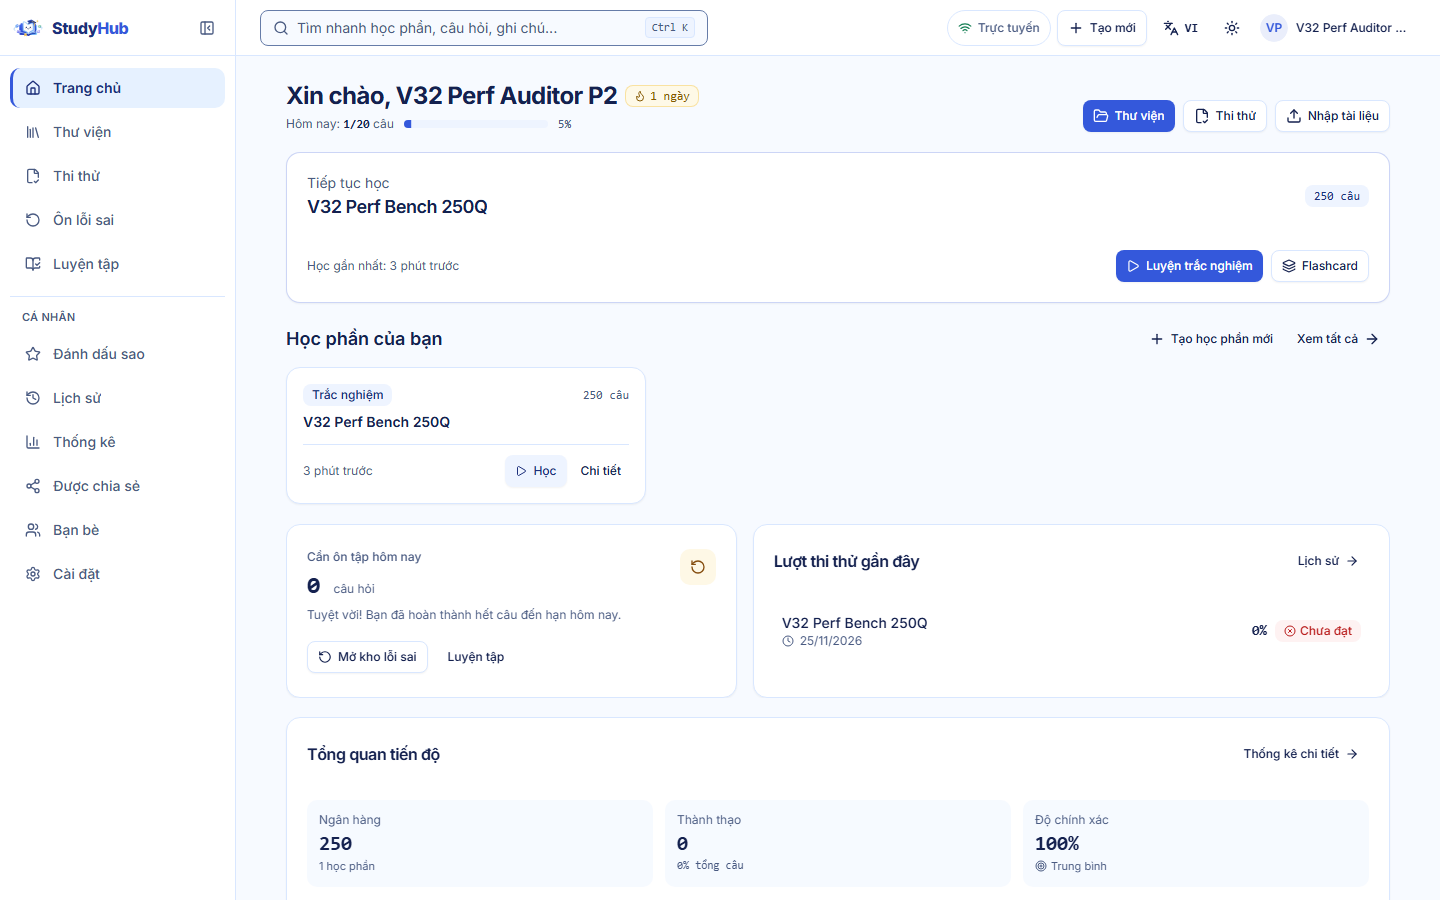 StudyHub
Tìm nhanh học phần, câu hỏi, ghi chú...
Ctrl K
Trực tuyến
Tạo mới
VI
VP
V32 Perf Auditor ...
Trang chủ
Thư viện
Thi thử
Ôn lỗi sai
Luyện tập
CÁ NHÂN
Đánh dấu sao
Lịch sử
Thống kê
Được chia sẻ
Bạn bè
Cài đặt
Xin chào, V32 Perf Auditor P2
1 ngày
Hôm nay: 1/20 câu
5%
Thư viện
Thi thử
Nhập tài liệu
Tiếp tục học
V32 Perf Bench 250Q
250 câu
Học gần nhất: 3 phút trước
Luyện trắc nghiệm
Flashcard
Học phần của bạn
Tạo học phần mới
Xem tất cả
Trắc nghiệm
250 câu
V32 Perf Bench 250Q
3 phút trước
Học
Chi tiết
Cần ôn tập hôm nay
0 câu hỏi
Tuyệt vời! Bạn đã hoàn thành hết câu đến hạn hôm nay.
Mở kho lỗi sai
Luyện tập
Lượt thi thử gần đây
Lịch sử
V32 Perf Bench 250Q
25/11/2026
0%
Chưa đạt
Tổng quan tiến độ
Thống kê chi tiết
Ngân hàng
250
1 học phần
Thành thạo
0
0% tổng câu
Độ chính xác
100%
Trung bình